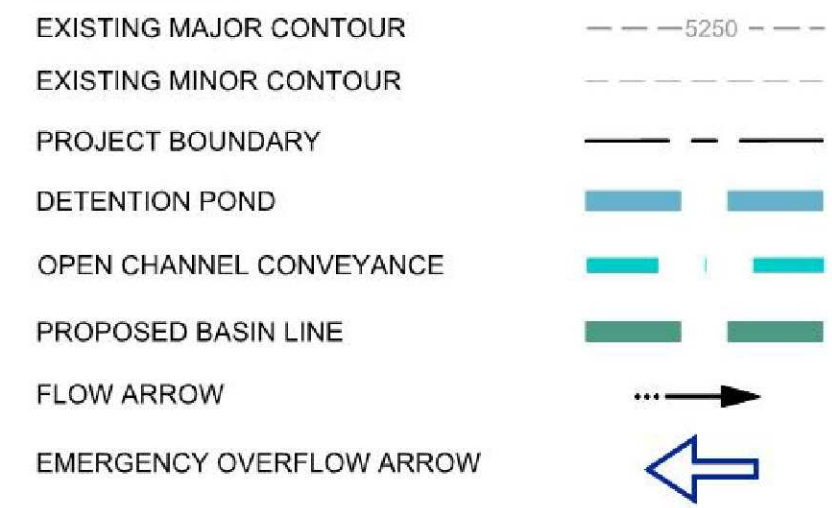 EXISTING MAJOR CONTOUR 5250
EXISTING MINOR CONTOUR
PROJECT BOUNDARY
DETENTION POND
OPEN CHANNEL CONVEYANCE
PROPOSED BASIN LINE
FLOW ARROW
EMERGENCY OVERFLOW ARROW